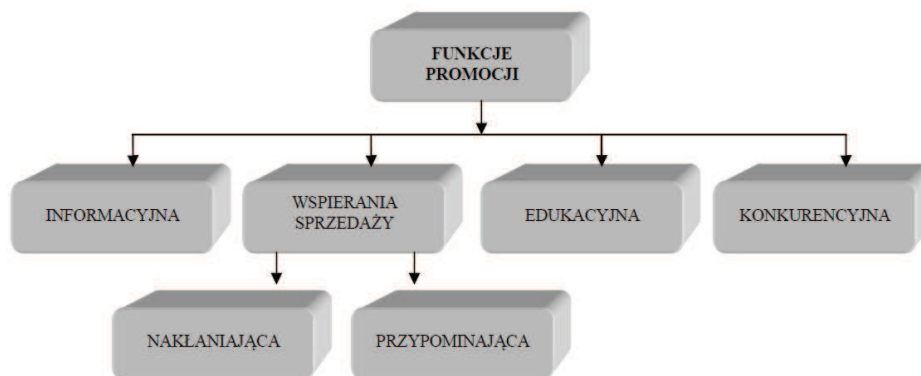 FUNKCJE
PROMOCJI
INFORMACYJNA
WSPIERANIA
SPRZEDAŻY
EDUKACYJNA
KONKURENCYJNA
NAKŁANIAJĄCA
PRZYPOMINAJĄCA